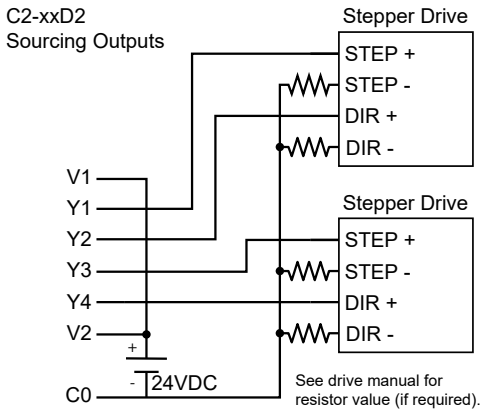 C2-xxD2
Sourcing Outputs
Stepper Drive
STEP +
STEP -
DIR +
DIR -
V1
Y1
Y2
Y3
Y4
V2
C0
Stepper Drive
STEP +
STEP -
DIR +
DIR -
+
-
24VDC
See drive manual for
resistor value (if required).